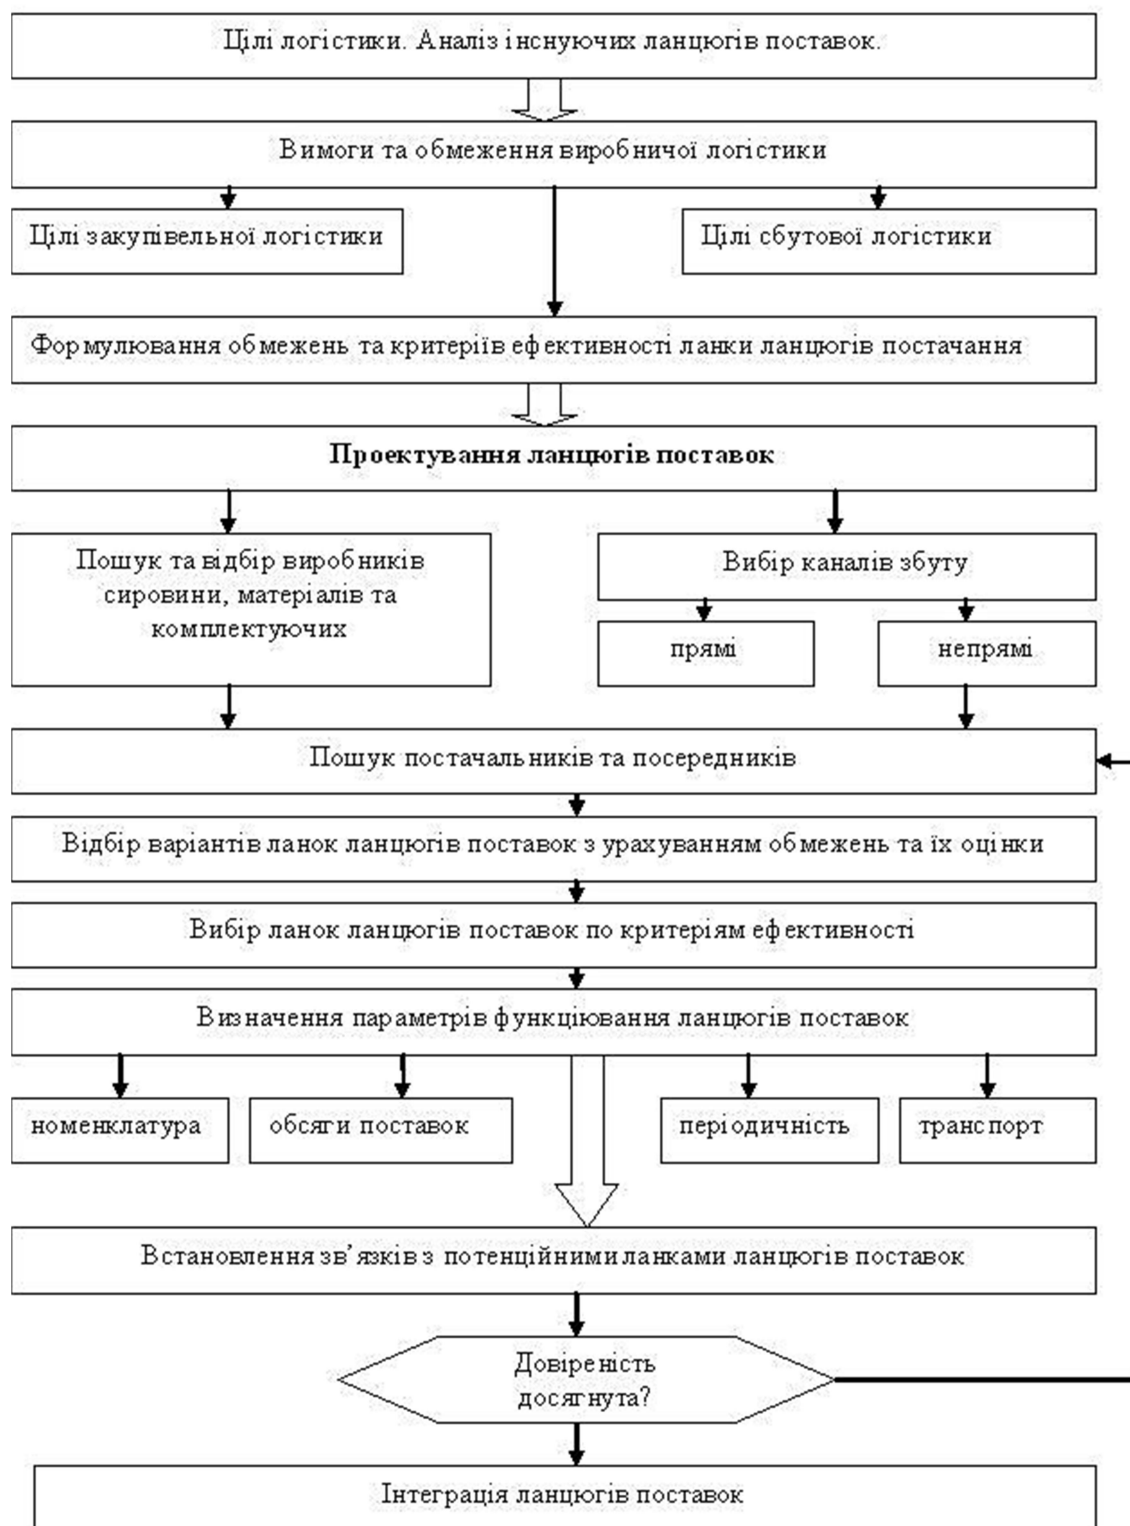 Цілі логістики. Аналіз інснуючих ланцюгів поставок.
Вимоги та обмеження виробничої логістики
Цілі закупівельної логістики
Цілі сбутової логістики
Формулювання обмежень та критеріїв ефективності ланки ланцюгів постачання
Проектування ланцюгів поставок
Пошук та відбір виробників
сировини, матеріалів та
комплектуючих
Вибір каналів збуту
прямі
непрямі
Пошук постачальників та посередників
Відбір варіантів ланок ланцюгів поставок з урахуванням обмежень та їх оцінки
Вибір ланок ланцюгів поставок по критеріям ефективності
Визначення параметрів функціювання ланцюгів поставок
номенклатура
обсяги поставок
періодичність
транспорт
Встановлення зв’язків з потенційними ланками ланцюгів поставок
Довіреність
досягнута?
Інтеграція ланцюгів поставок